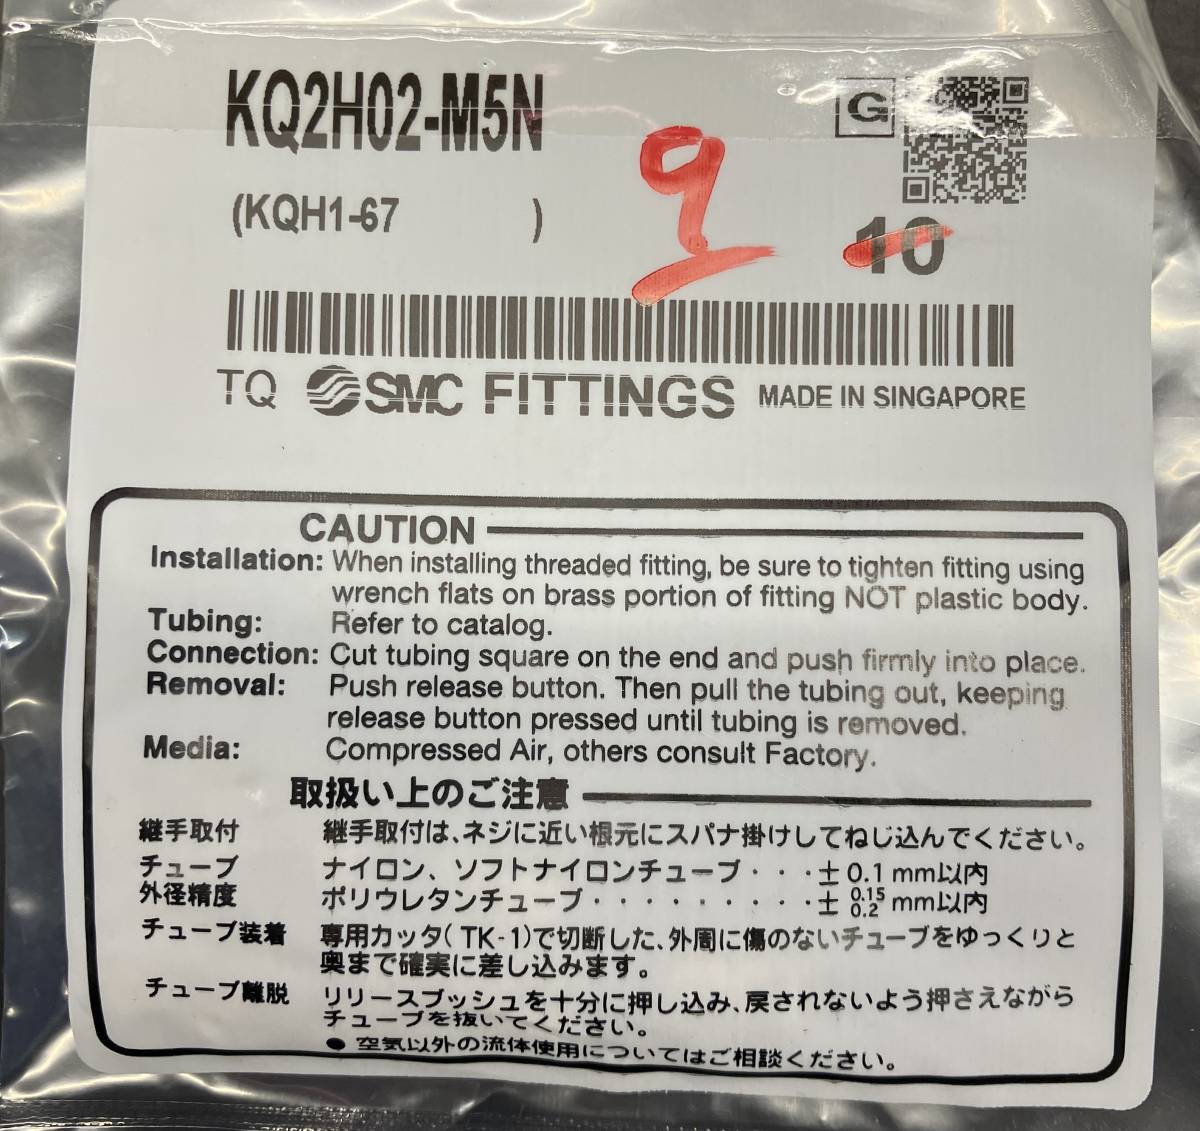 KQ2H02-M5N
G
(KQH1-67 )
9
10
TQ SMC FITTINGS MADE IN SINGAPORE
CAUTION
Installation: When installing threaded fitting, be sure to tighten fitting using
wrench flats on brass portion of fitting NOT plastic body.
Tubing: Refer to catalog.
Connection: Cut tubing square on the end and push firmly into place.
Removal: Push release button. Then pull the tubing out, keeping
release button pressed until tubing is removed.
Media: Compressed Air, others consult Factory.
取扱い上のご注意
継手取付 継手取付は、ネジに近い根元にスパナ掛けしてねじ込んでください。
チューブ ナイロン、ソフトナイロンチューブ・・・± 0.1 mm以内
外径精度 ポリウレタンチューブ・・・・・・・・・± 0.15 0.2 mm以内
チューブ装着 専用カッタ(TK-1)で切断した、外周に傷のないチューブをゆっくりと
奥まで確実に差し込みます。
チューブ離脱 リリースブッシュを十分に押し込み、戻されないよう押さえながら
チューブを抜いてください。
● 空気以外の流体使用についてはご相談ください。